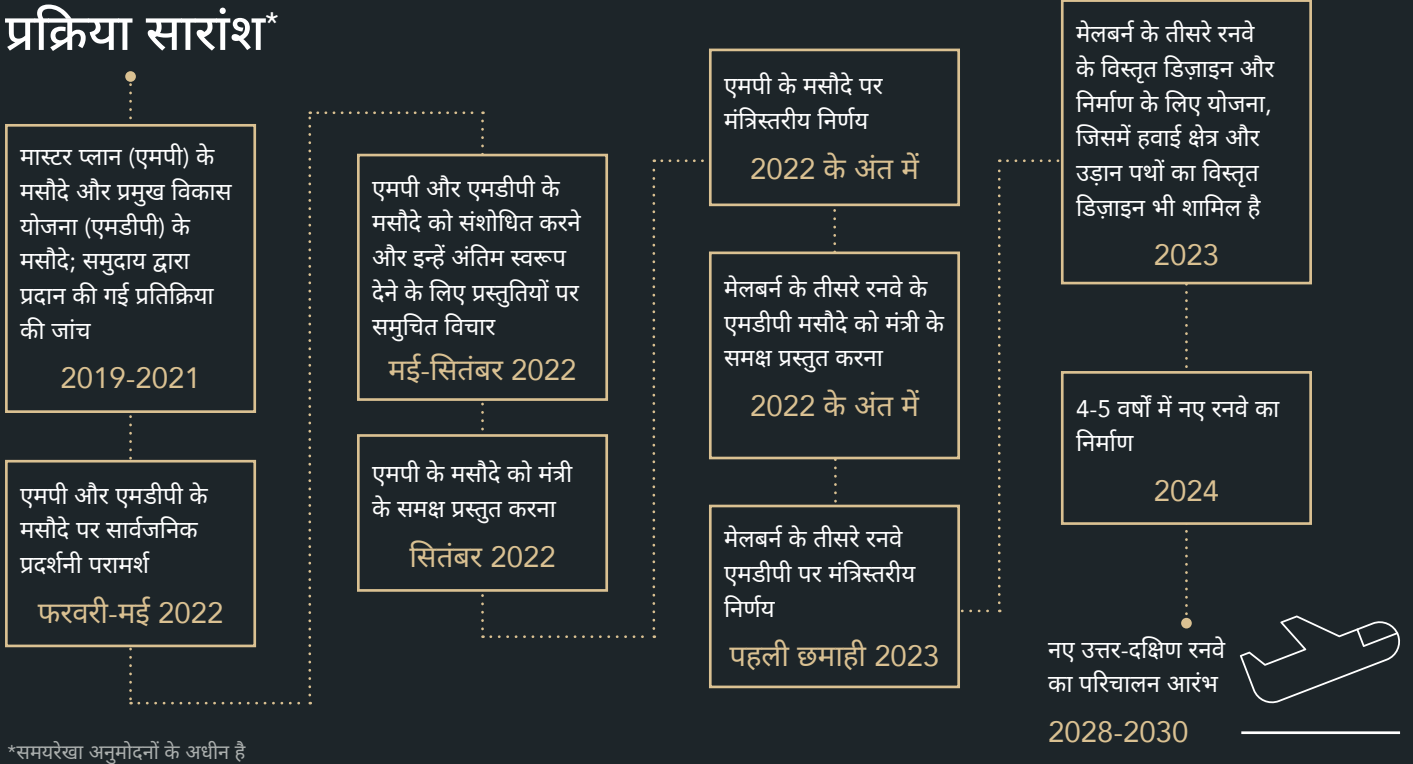 प्रक्रिया सारांश*
मास्टर प्लान (एमपी) के
मसौदे और प्रमुख विकास
योजना (एमडीपी) के
मसौदे; समुदाय द्वारा
प्रदान की गई प्रतिक्रिया
की जांच
2019-2021
एमपी और एमडीपी के
मसौदे पर सार्वजनिक
प्रदर्शनी परामर्श
फरवरी-मई 2022
एमपी और एमडीपी के
मसौदे को संशोधित करने
और इन्हें अंतिम स्वरूप
देने के लिए प्रस्तुतियों पर
समुचित विचार
मई-सितंबर 2022
एमपी के मसौदे को मंत्री
के समक्ष प्रस्तुत करना
सितंबर 2022
एमपी के मसौदे पर
मंत्रिस्तरीय निर्णय
2022 के अंत में
मेलबर्न के तीसरे रनवे के
एमडीपी मसौदे को मंत्री के
समक्ष प्रस्तुत करना
2022 के अंत में
मेलबर्न के तीसरे रनवे
एमडीपी पर मंत्रिस्तरीय
निर्णय
पहली छमाही 2023
मेलबर्न के तीसरे रनवे
के विस्तृत डिज़ाइन और
निर्माण के लिए योजना,
जिसमें हवाई क्षेत्र और
उड़ान पथों का विस्तृत
डिज़ाइन भी शामिल है
2023
4-5 वर्षों में नए रनवे का
निर्माण
2024
नए उत्तर-दक्षिण रनवे
का परिचालन आरंभ
2028-2030
*समयरेखा अनुमोदनों के अधीन है